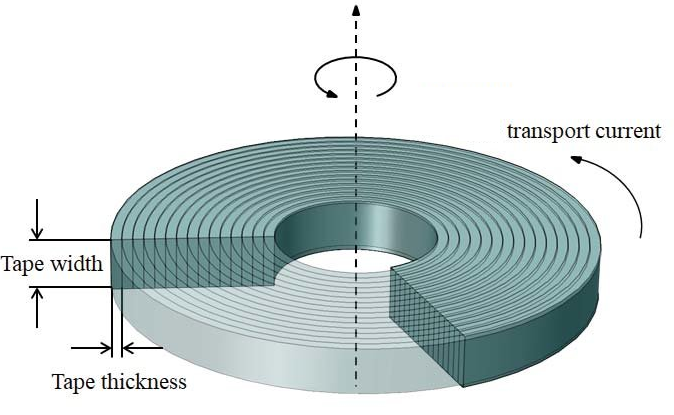 transport current
Tape width
Tape thickness